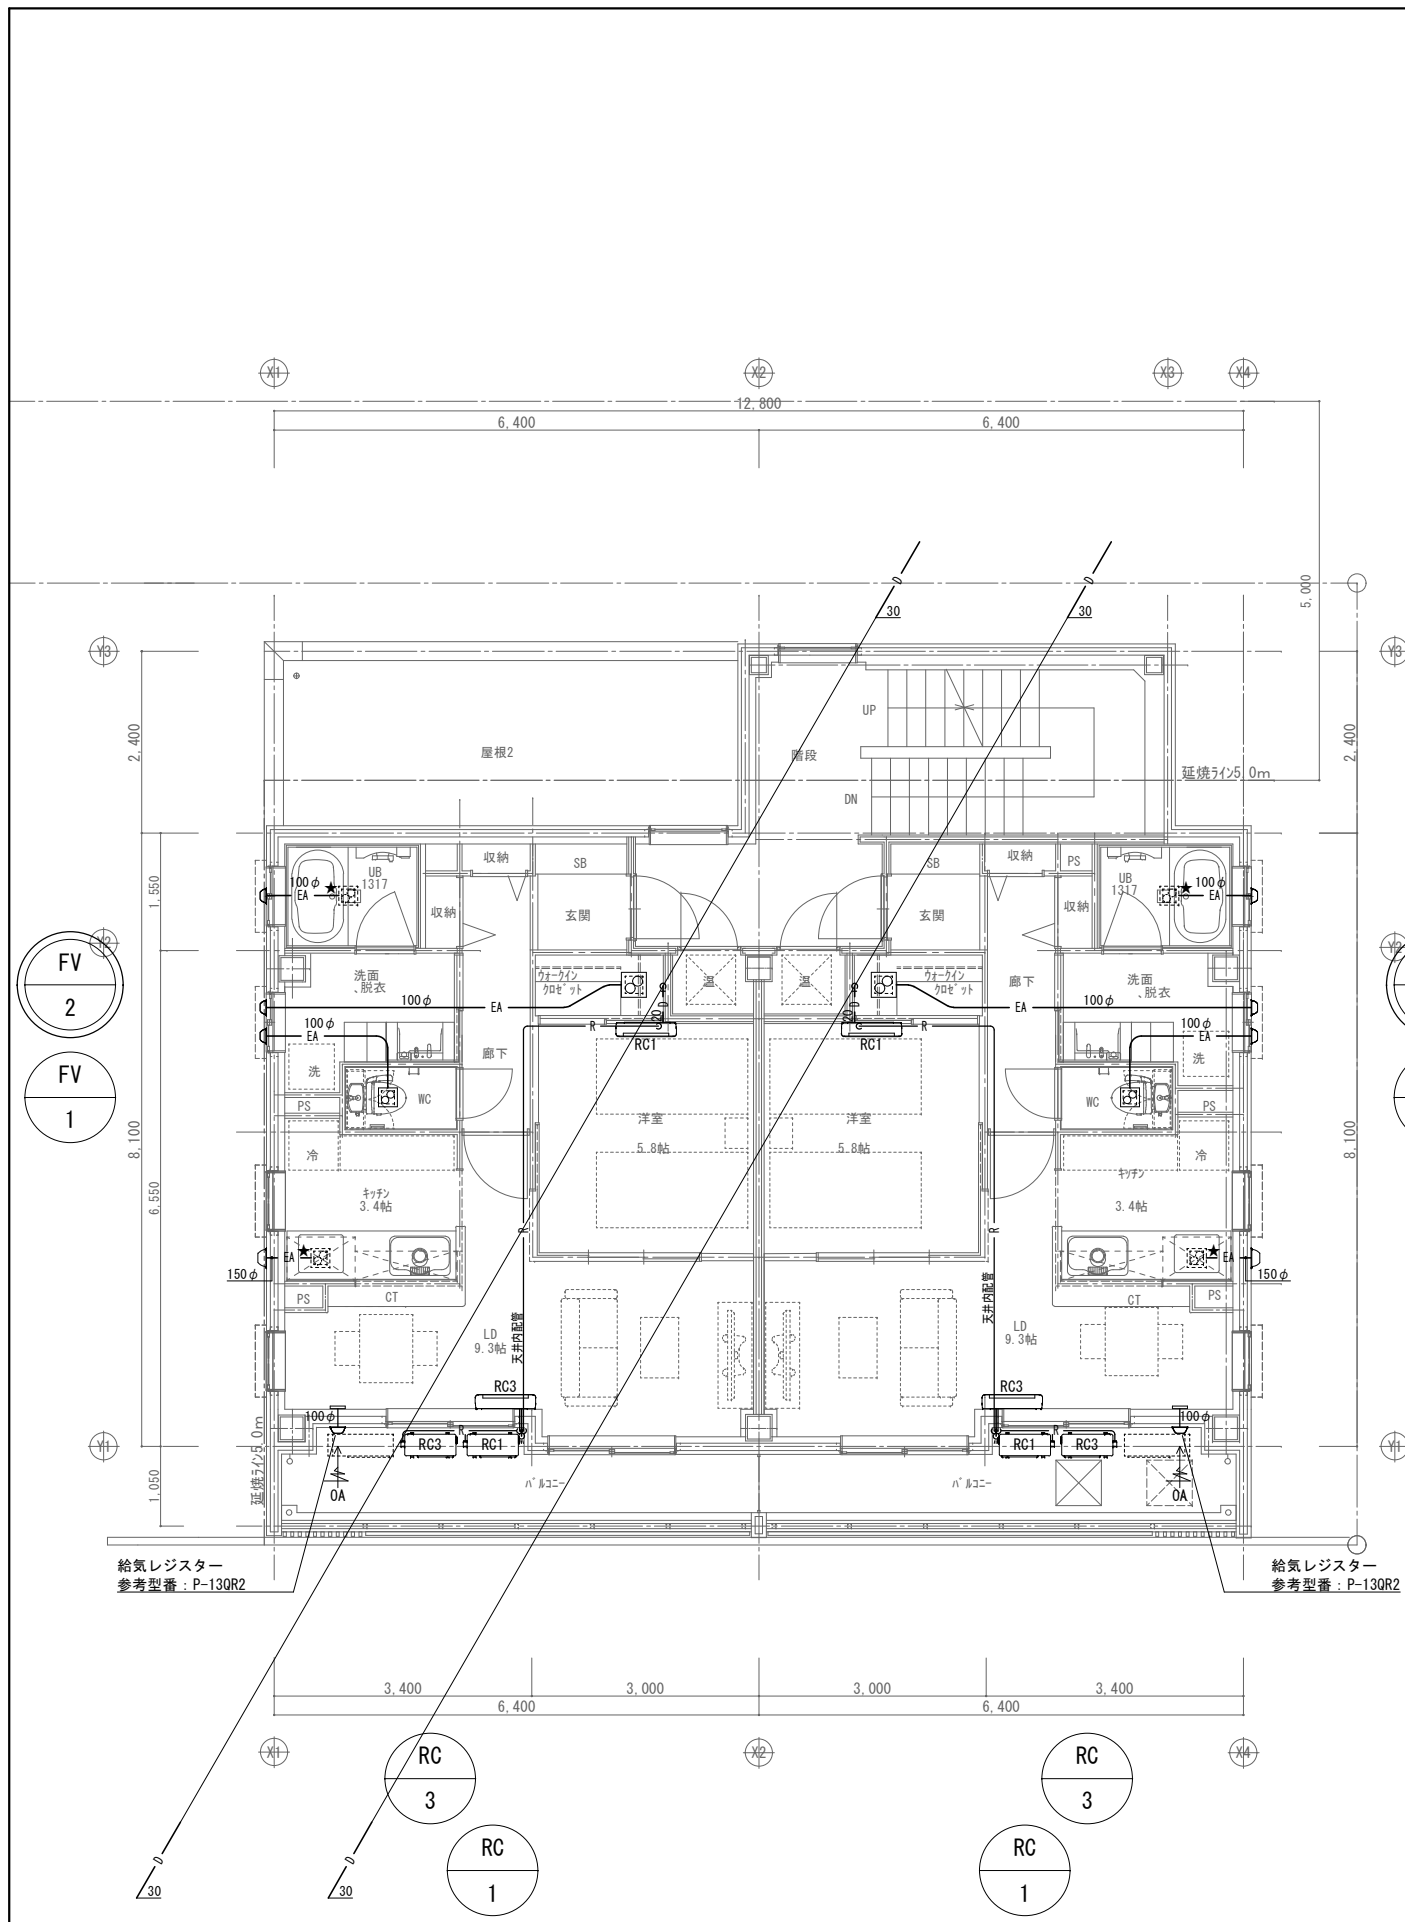 X1
X2
X3
X4
12,800
6,400
6,400
5,000
30
30
Y3
Y3
2,400
2,400
UP
屋根2
階段
延焼ライン5.0m
DN
収納
SB
SB
収納
PS
100φ
EA
UB
1317
UB
1317
100φ
EA
1,550
収納
玄関
玄関
収納
Y2
Y2
FV
2
洗面
、脱衣
ウォークイン
クロゼット
温
温
ウォークイン
クロゼット
廊下
洗面
、脱衣
100φ
EA
D
20
D
20
EA
100φ
100φ
EA
R
RC1
RC1
R
100φ
EA
廊下
洗
洗
FV
1
PS
WC
WC
PS
洋室
5.8帖
洋室
5.8帖
8,100
8,100
冷
冷
キッチン
3.4帖
キッチン
3.4帖
6,550
R
R
EA
EA
150φ
150φ
PS
CT
CT
PS
天井内配管
天井内配管
LD
9.3帖
LD
9.3帖
RC3
RC3
100φ
100φ
Y1
RC3
R
RC1
RC1
R
RC3
Y1
延焼ライン5.0m
1,050
OA
バルコニー
バルコニー
OA
給気レジスター
参考型番：P-13QR2
給気レジスター
参考型番：P-13QR2
3,400
3,000
3,000
3,400
6,400
6,400
X1
X2
X4
RC
3
RC
3
RC
1
RC
1
D
30
D
30